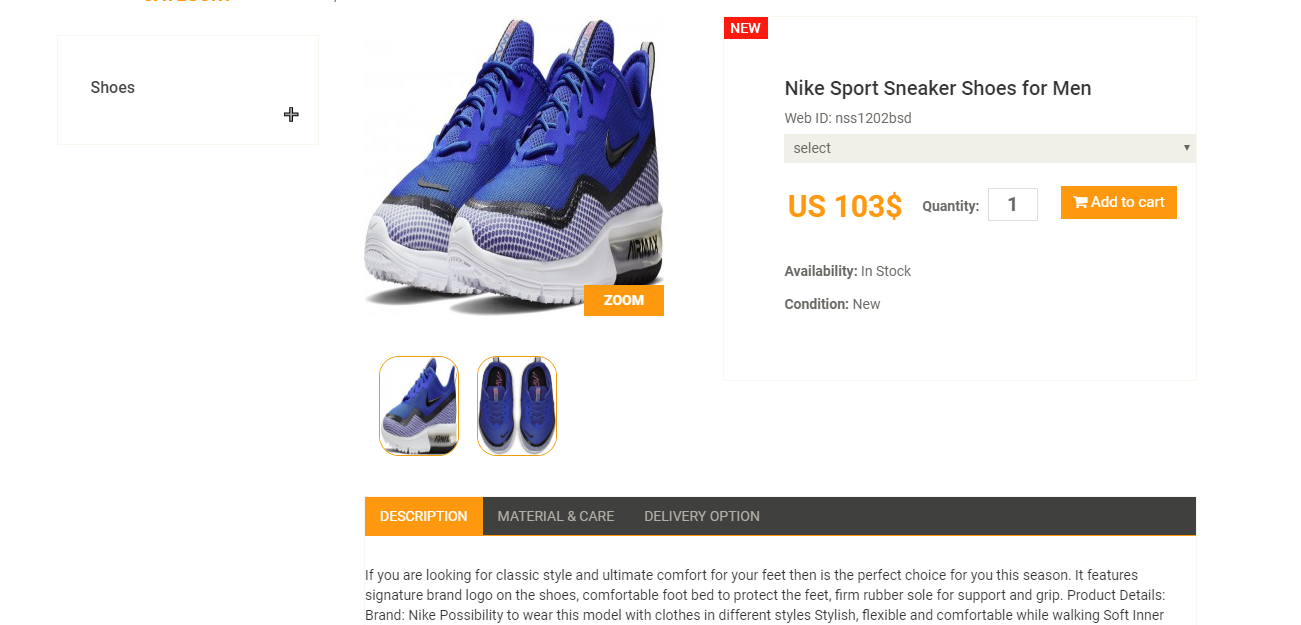 NEW
Shoes
Nike Sport Sneaker Shoes for Men
Web ID: nss1202bsd
select
US 103$ Quantity: 1 Add to cart
AIRMAX
Availability: In Stock
ZOOM
Condition: New
DESCRIPTION MATERIAL & CARE DELIVERY OPTION
If you are looking for classic style and ultimate comfort for your feet then is the perfect choice for you this season. It features
signature brand logo on the shoes, comfortable foot bed to protect the feet, firm rubber sole for support and grip. Product Details:
Brand: Nike Possibility to wear this model with clothes in different styles Stylish, flexible and comfortable while walking Soft Inner